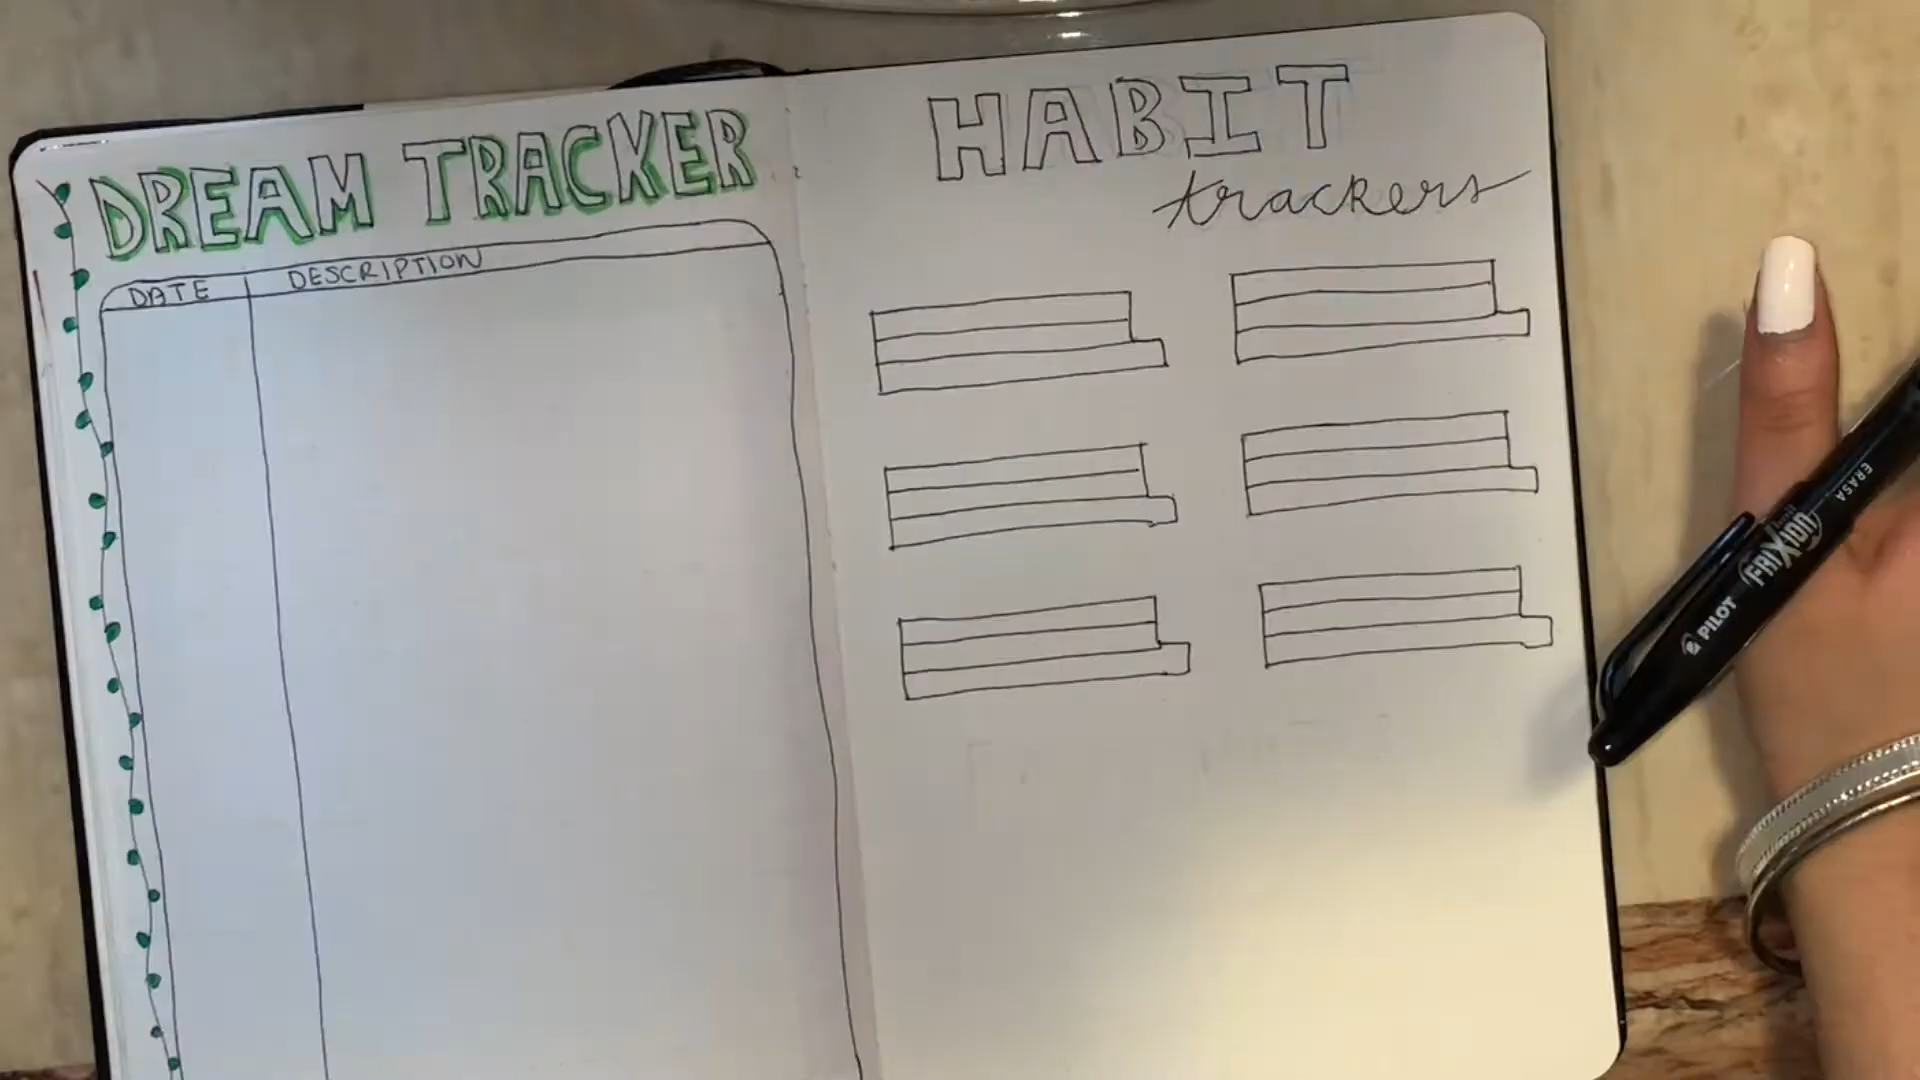 DREAM TRACKER
DATE DESCRIPTION
HABIT
trackers
PILOT
FRIXION
ERASA